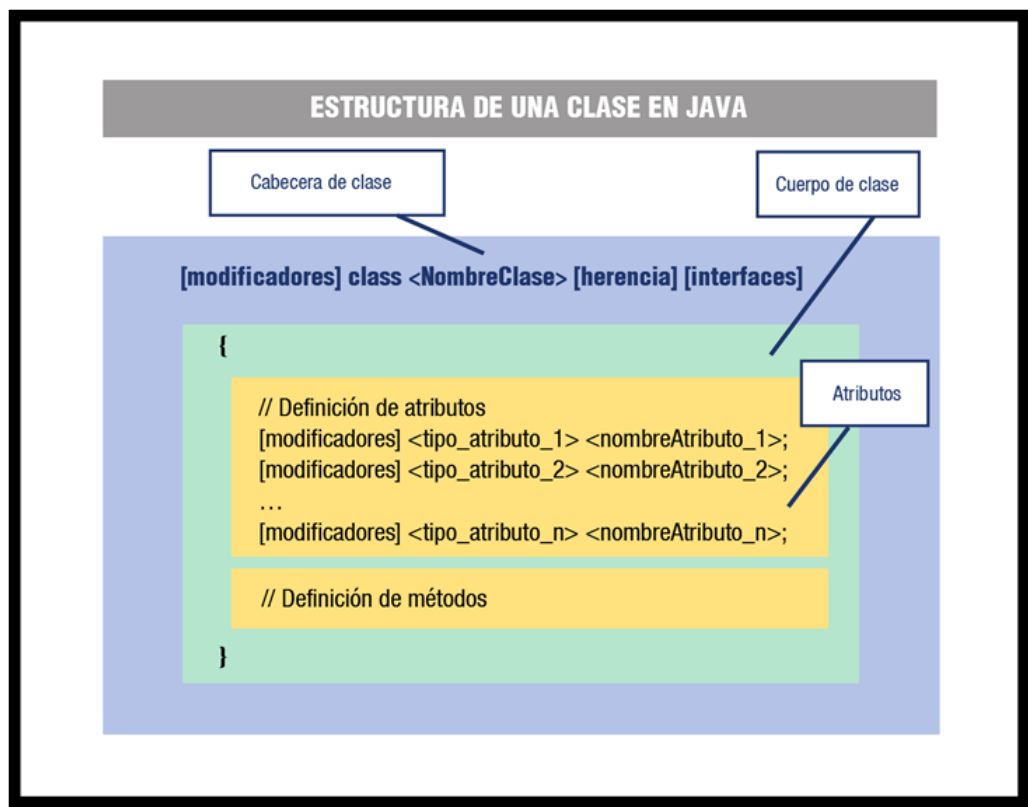 ESTRUCTURA DE UNA CLASE EN JAVA
Cabecera de clase
Cuerpo de clase
[modificadores] class <NombreClase> [herencia] [interfaces]
{
Atributos
// Definición de atributos
[modificadores] <tipo_atributo_1> <nombreAtributo_1>;
[modificadores] <tipo_atributo_2> <nombreAtributo_2>;
…
[modificadores] <tipo_atributo_n> <nombreAtributo_n>;
// Definición de métodos
}